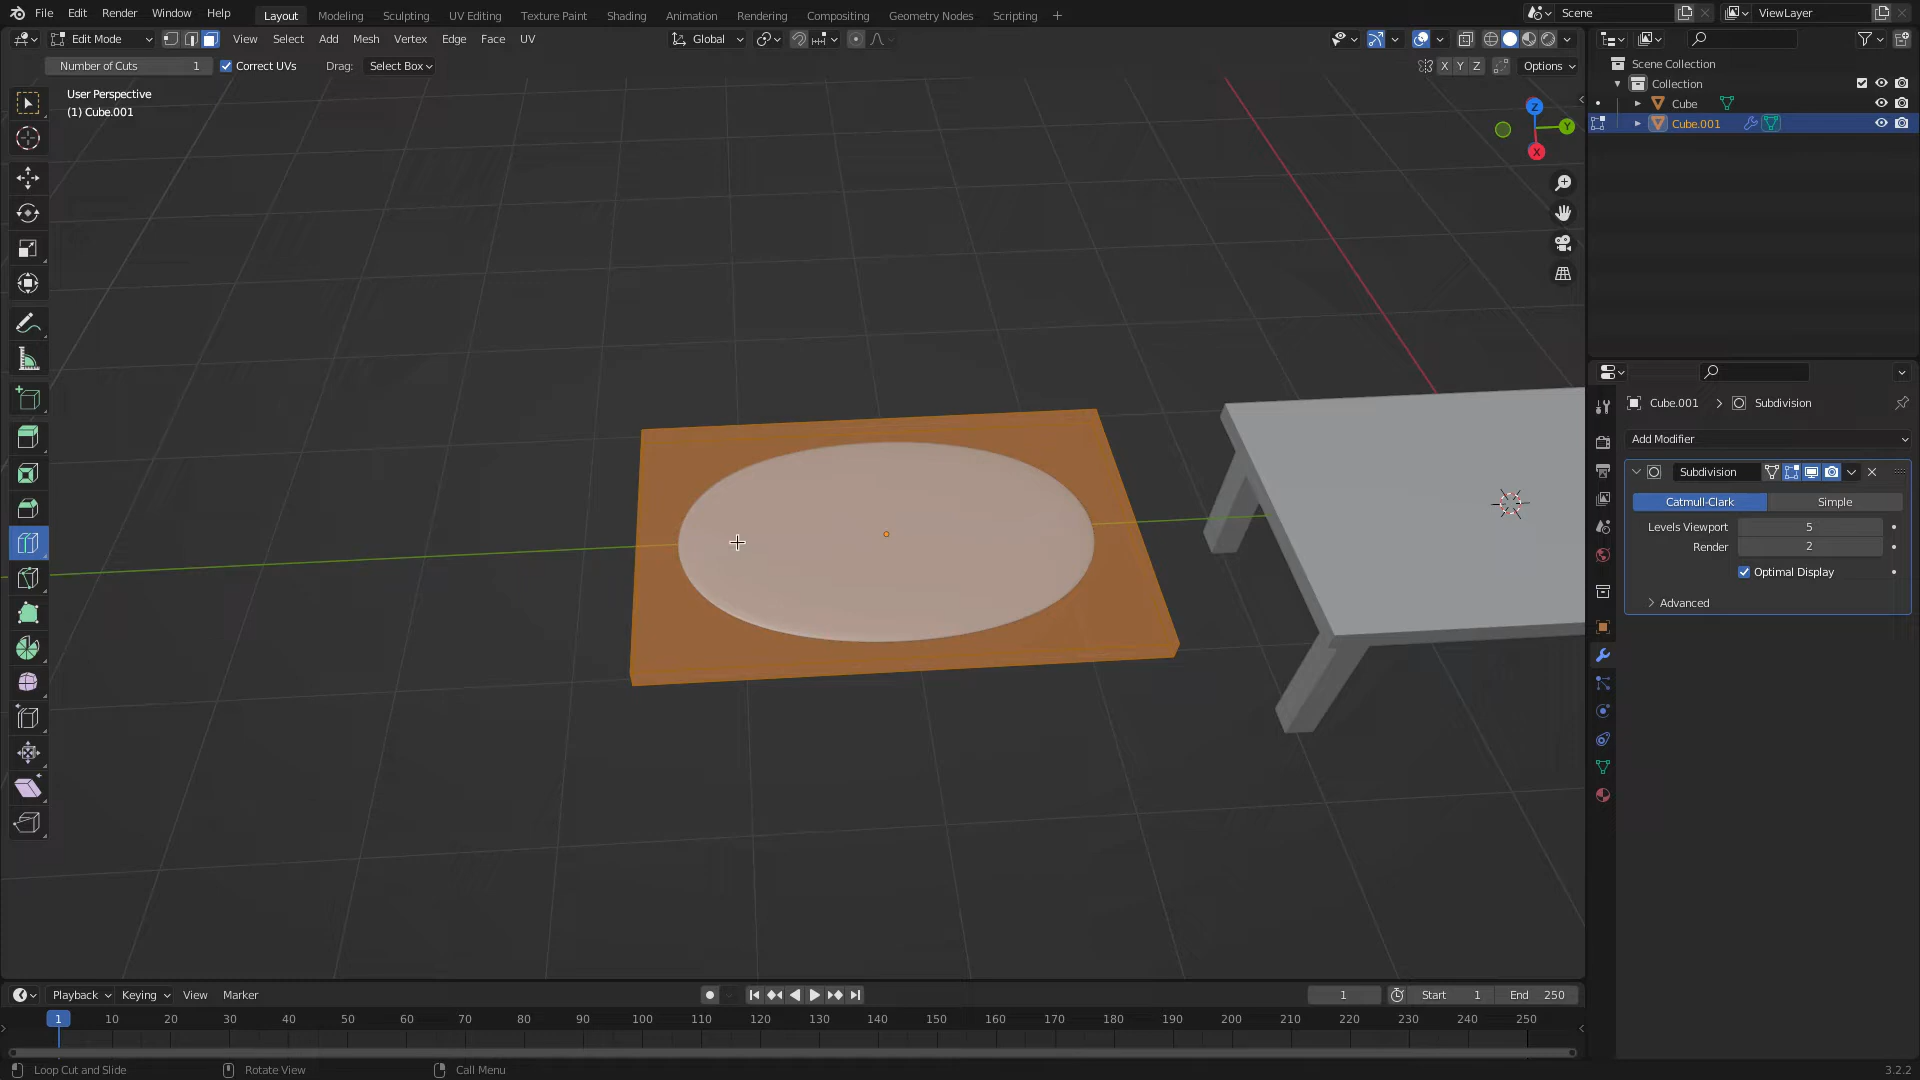 File Edit Render Window Help Layout Modeling Sculpting UV Editing Texture Paint Shading Animation Rendering Compositing Geometry Nodes Scripting + Scene ViewLayer
Edit Mode View Select Add Mesh Vertex Edge Face UV Global
Number of Cuts 1 Correct UVs Drag: Select Box X Y Z Options
User Perspective
(1) Cube.001
Z
Y
X
Scene Collection
Collection
Cube
Cube.001
Cube.001 > Subdivision
Add Modifier
Subdivision
Catmull-Clark Simple
Levels Viewport 5
Render 2
Optimal Display
Advanced
Playback Keying View Marker 1 Start 1 End 250
1 10 20 30 40 50 60 70 80 90 100 110 120 130 140 150 160 170 180 190 200 210 220 230 240 250
Loop Cut and Slide Rotate View Call Menu 3.2.2